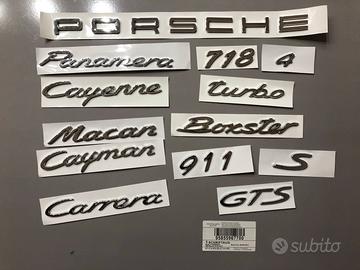 PORSCHE
Panamera 718 4
Cayenne turbo
Macan Boxster
Cayman 911 S
Carrera GTS
subito